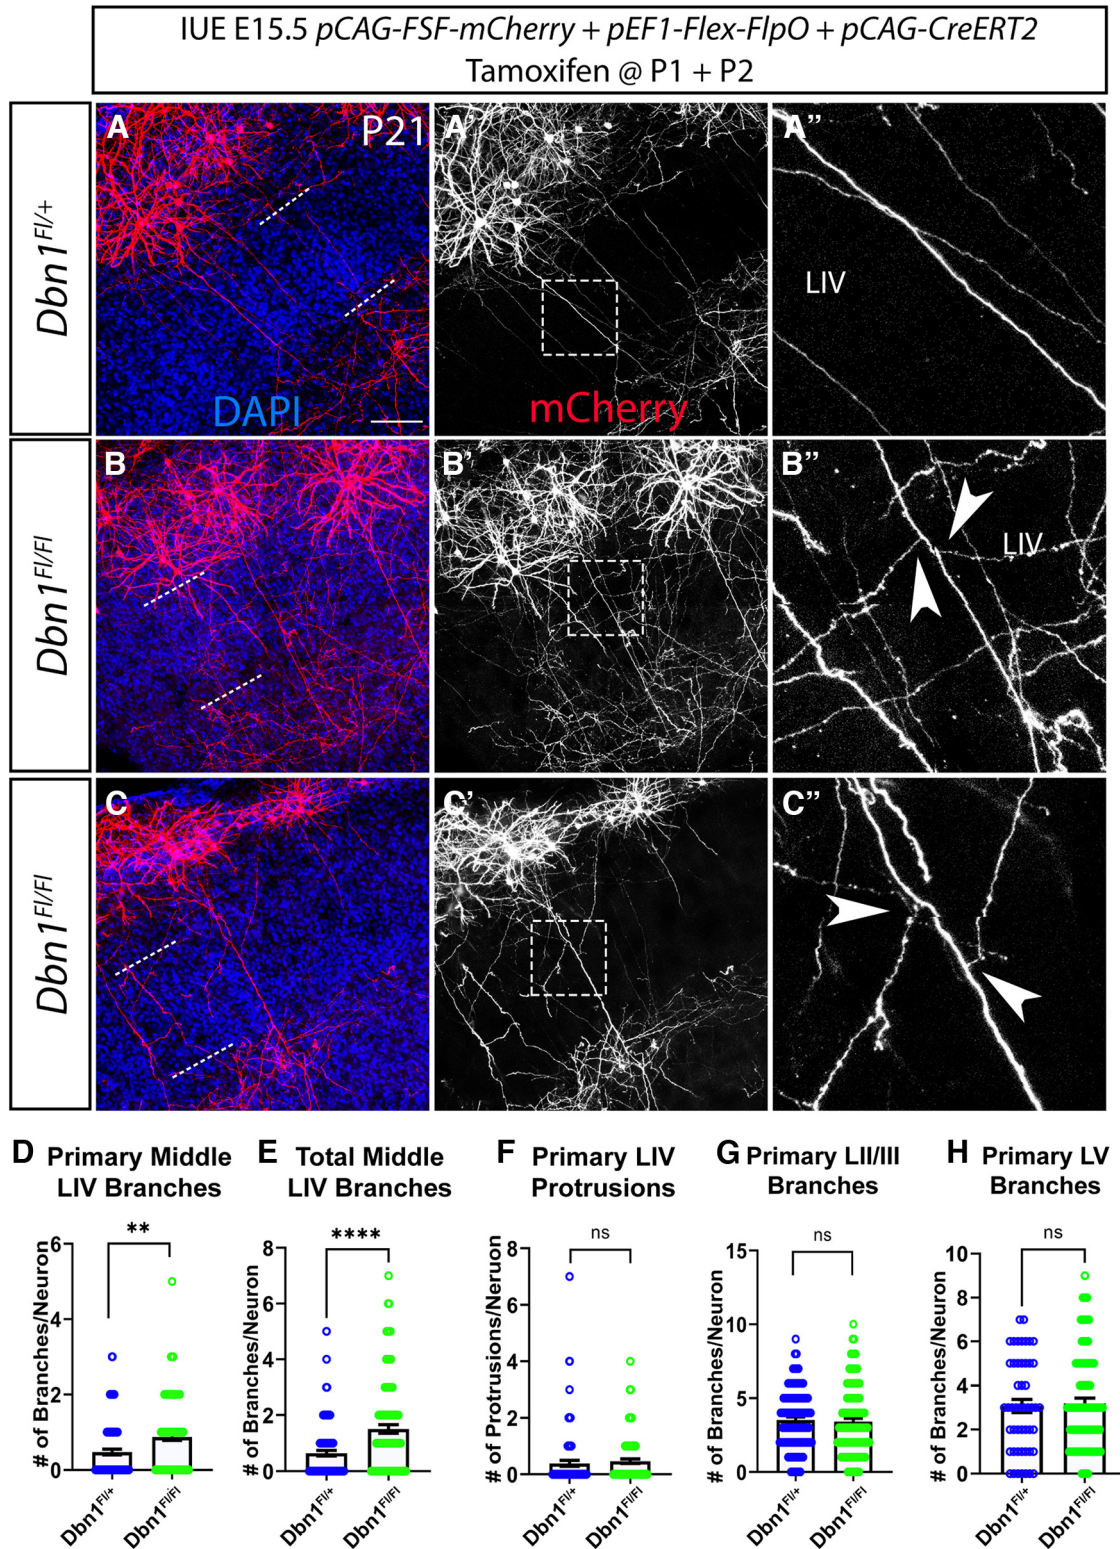 IUE E15.5 pCAG-FSF-mCherry + pEF1-Flex-FlpO + pCAG-CreERT2
Tamoxifen @ P1 + P2
Dbn1Fl/+
A
P21
DAPI
A'
mCherry
A"
LIV
Dbn1Fl/Fl
B
B'
B"
LIV
Dbn1Fl/Fl
C
C'
C"
D Primary Middle
LIV Branches
# of Branches/Neuron
6
4
2
0
**
Dbn1Fl/+
Dbn1Fl/Fl
E Total Middle
LIV Branches
# of Branches/Neuron
8
6
4
2
0
****
Dbn1Fl/+
Dbn1Fl/Fl
F Primary LIV
Protrusions
# of Protrusions/Neruon
8
6
4
2
0
ns
Dbn1Fl/+
Dbn1Fl/Fl
G Primary LII/III
Branches
# of Branches/Neuron
15
10
5
0
ns
Dbn1Fl/+
Dbn1Fl/Fl
H Primary LV
Branches
# of Branches/Neuron
10
8
6
4
2
0
ns
Dbn1Fl/+
Dbn1Fl/Fl